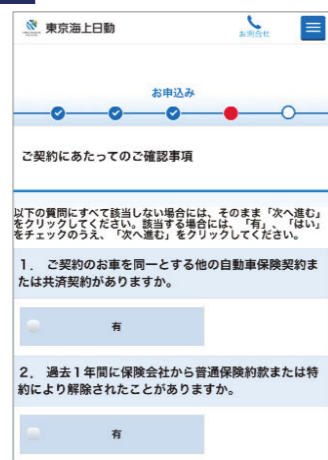 東京海上日動
お問合せ
お申込み
ご契約にあたってのご確認事項
以下の質問にすべて該当しない場合には、そのまま「次へ進む」
をクリックしてください。該当する場合には、「有」、「はい」
をチェックのうえ、「次へ進む」をクリックしてください。
1． ご契約のお車を同一とする他の自動車保険契約ま
たは共済契約がありますか。
有
2． 過去１年間に保険会社から普通保険約款または特
約により解除されたことがありますか。
有